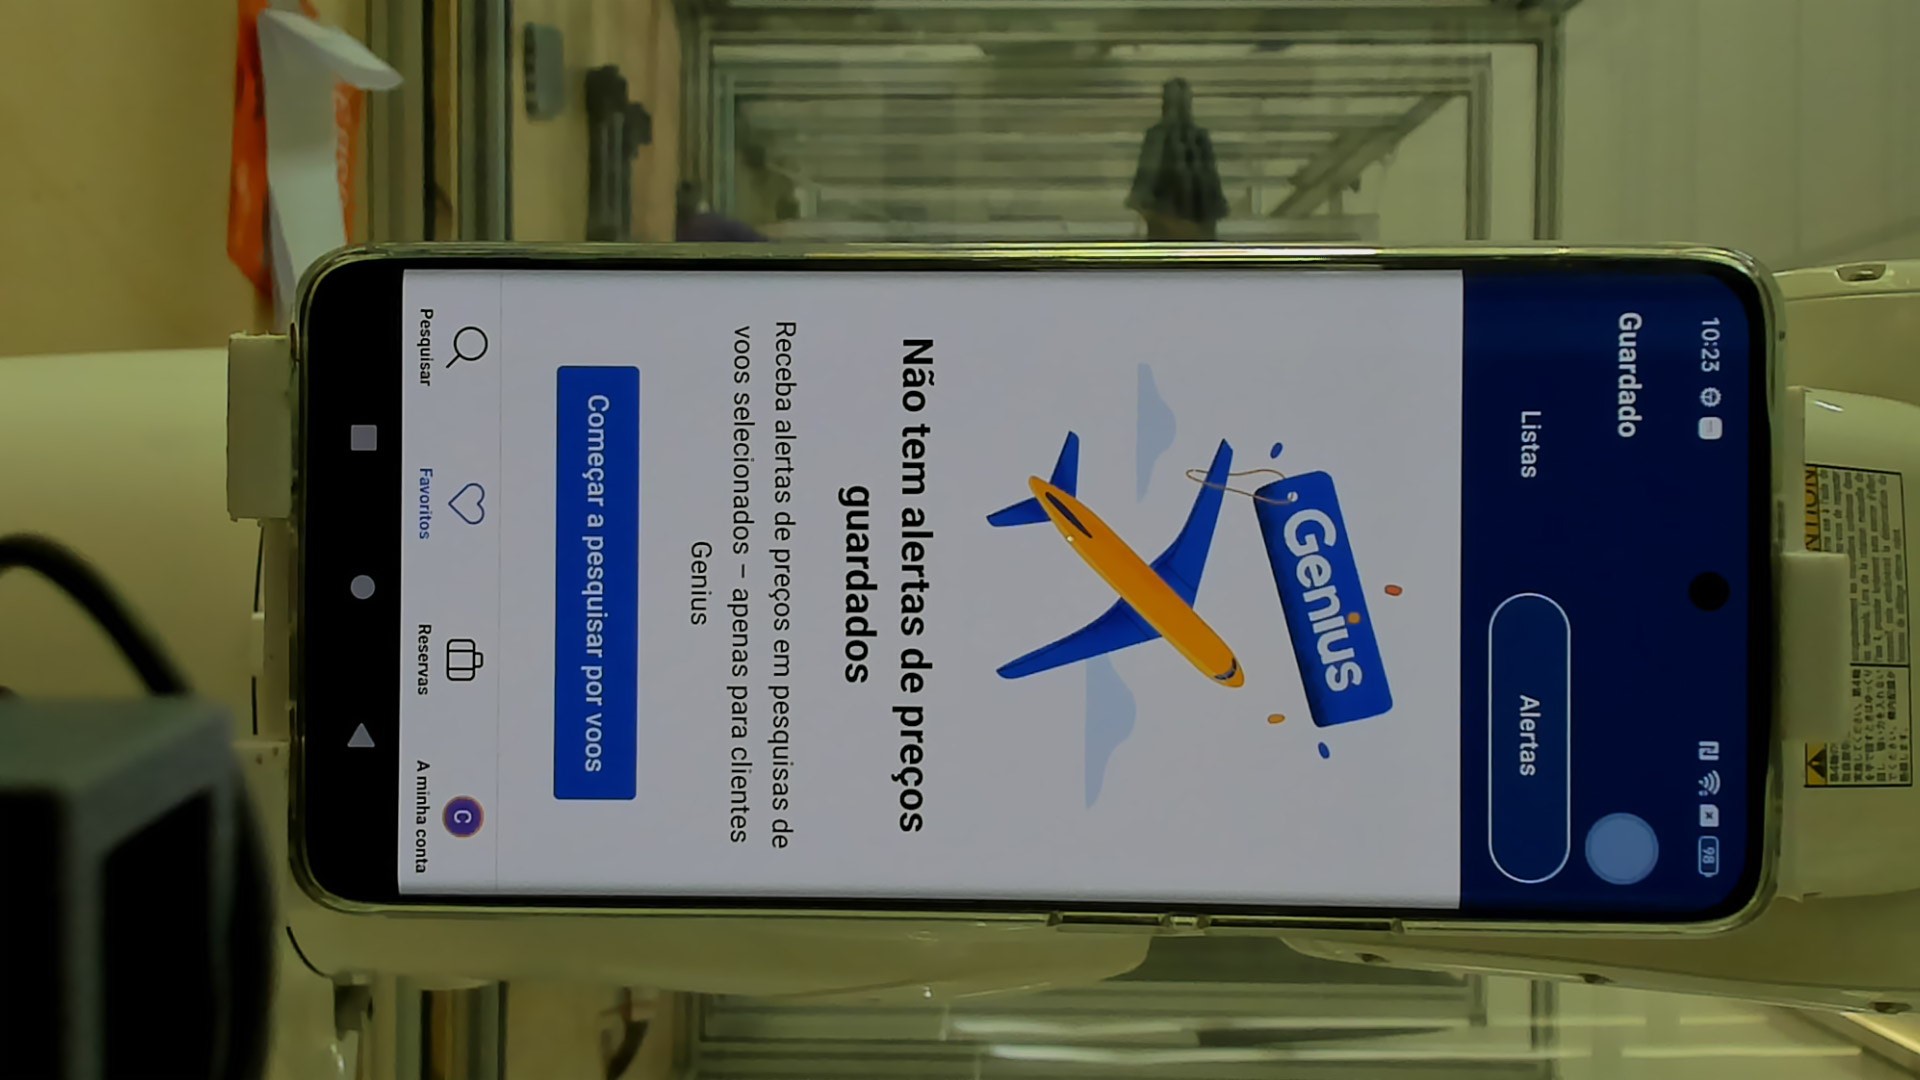 10:23
98
Guardado
Listas
Alertas
Genius
Não tem alertas de preços
guardados
Receba alertas de preços em pesquisas de
voos selecionados – apenas para clientes
Genius
Começar a pesquisar por voos
Pesquisar
Favoritos
Reservas
C
A minha conta